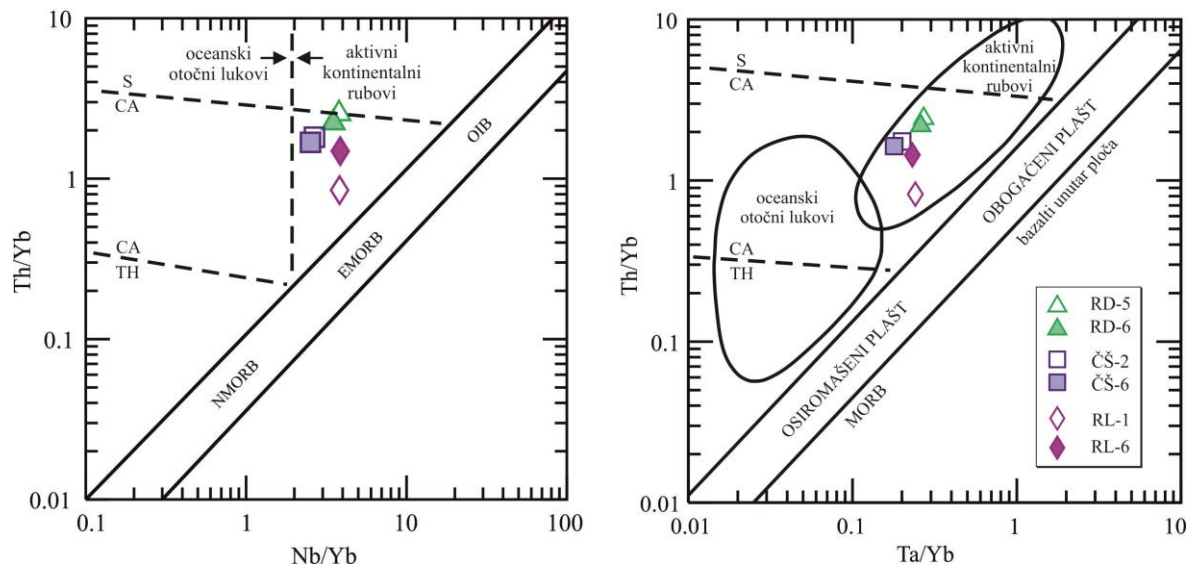 10
1
0.1
0.01
Th/Yb
oceanski
otočni lukovi
aktivni
kontinentalni
rubovi
S
CA
CA
TH
OIB
EMORB
NMORB
0.1
1
10
100
Nb/Yb
10
1
0.1
0.01
Th/Yb
S
CA
aktivni
kontinentalni
rubovi
oceanski
otočni lukovi
CA
TH
OBOGAĆENI PLAŠT
bazalti unutar ploča
OSIROMAŠENI PLAŠT
MORB
RD-5
RD-6
ČŠ-2
ČŠ-6
RL-1
RL-6
0.01
0.1
1
10
Ta/Yb